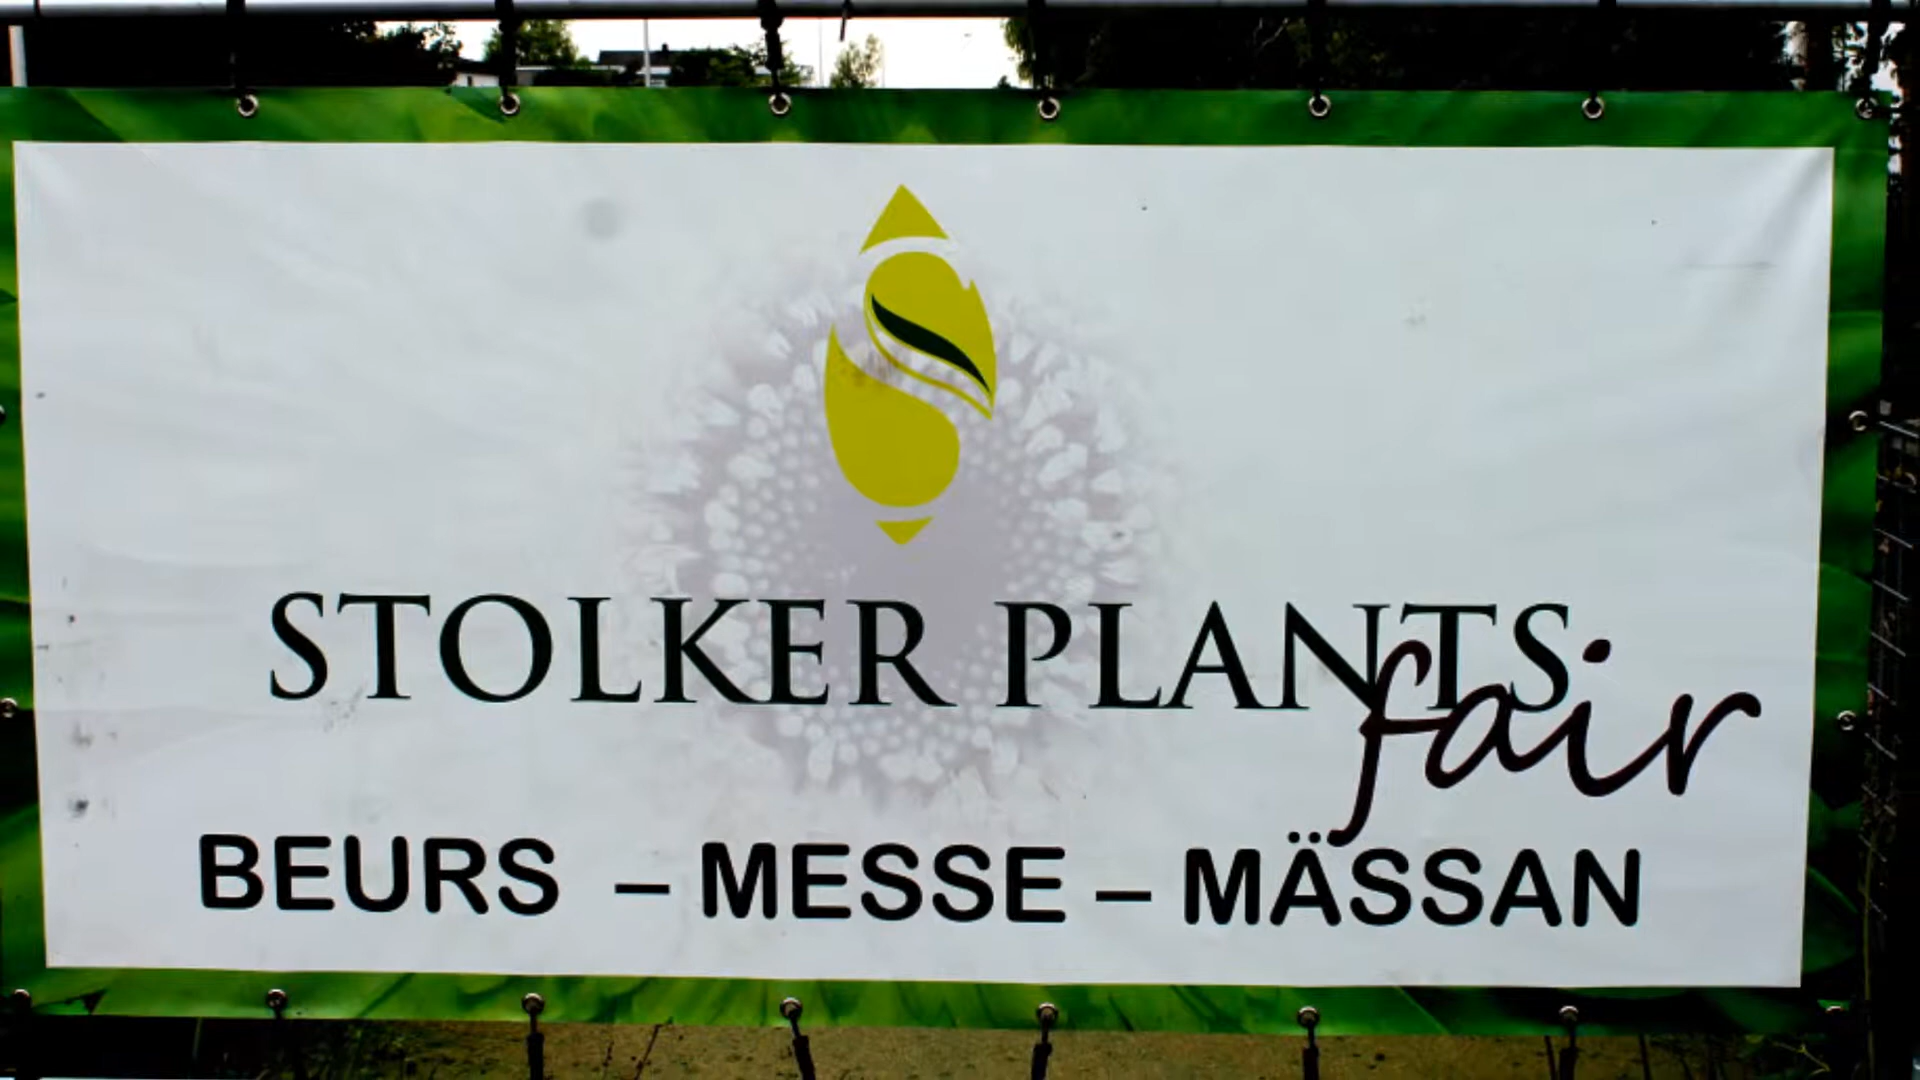 STOLKER PLANTS
fair
BEURS – MESSE – MÄSSAN